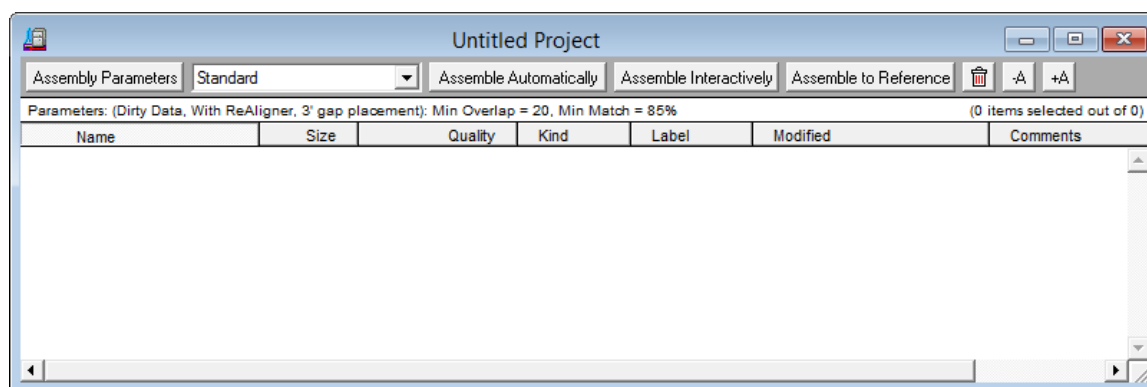 Untitled Project
Assembly Parameters Standard Assemble Automatically Assemble Interactively Assemble to Reference -A +A
Parameters: (Dirty Data, With ReAligner, 3' gap placement): Min Overlap = 20, Min Match = 85% (0 items selected out of 0)
Name Size Quality Kind Label Modified Comments